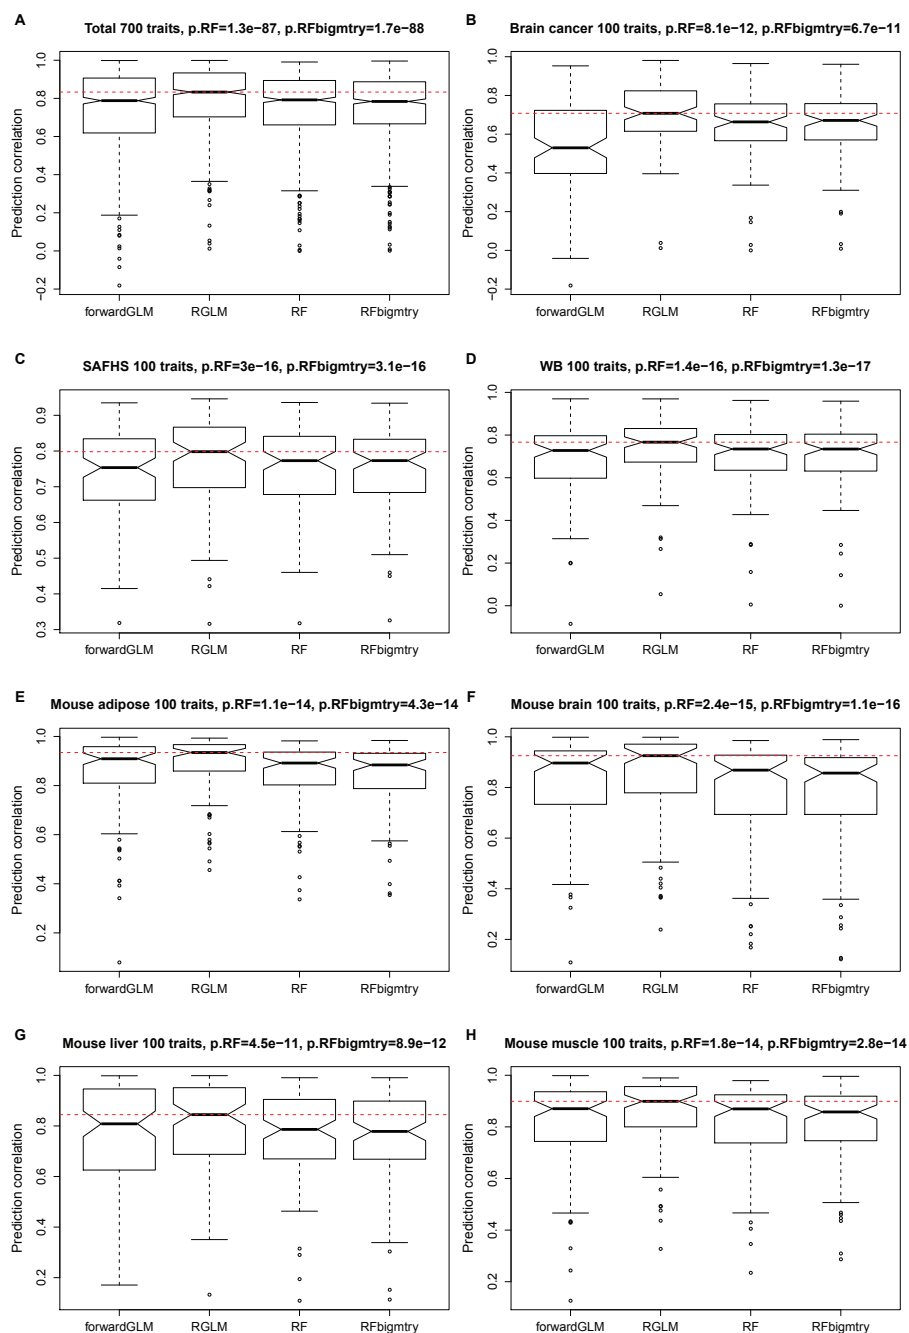 A
Total 700 traits, p.RF=1.3e−87, p.RFbigmtry=1.7e−88
Prediction correlation
1.0
0.8
0.6
0.4
0.2
0.0
−0.2
forwardGLM RGLM RF RFbigmtry
B
Brain cancer 100 traits, p.RF=8.1e−12, p.RFbigmtry=6.7e−11
Prediction correlation
1.0
0.8
0.6
0.4
0.2
0.0
−0.2
forwardGLM RGLM RF RFbigmtry
C
SAFHS 100 traits, p.RF=3e−16, p.RFbigmtry=3.1e−16
Prediction correlation
0.9
0.8
0.7
0.6
0.5
0.4
0.3
forwardGLM RGLM RF RFbigmtry
D
WB 100 traits, p.RF=1.4e−16, p.RFbigmtry=1.3e−17
Prediction correlation
1.0
0.8
0.6
0.4
0.2
0.0
forwardGLM RGLM RF RFbigmtry
E
Mouse adipose 100 traits, p.RF=1.1e−14, p.RFbigmtry=4.3e−14
Prediction correlation
1.0
0.8
0.6
0.4
0.2
forwardGLM RGLM RF RFbigmtry
F
Mouse brain 100 traits, p.RF=2.4e−15, p.RFbigmtry=1.1e−16
Prediction correlation
1.0
0.8
0.6
0.4
0.2
forwardGLM RGLM RF RFbigmtry
G
Mouse liver 100 traits, p.RF=4.5e−11, p.RFbigmtry=8.9e−12
Prediction correlation
1.0
0.8
0.6
0.4
0.2
forwardGLM RGLM RF RFbigmtry
H
Mouse muscle 100 traits, p.RF=1.8e−14, p.RFbigmtry=2.8e−14
Prediction correlation
1.0
0.8
0.6
0.4
0.2
forwardGLM RGLM RF RFbigmtry